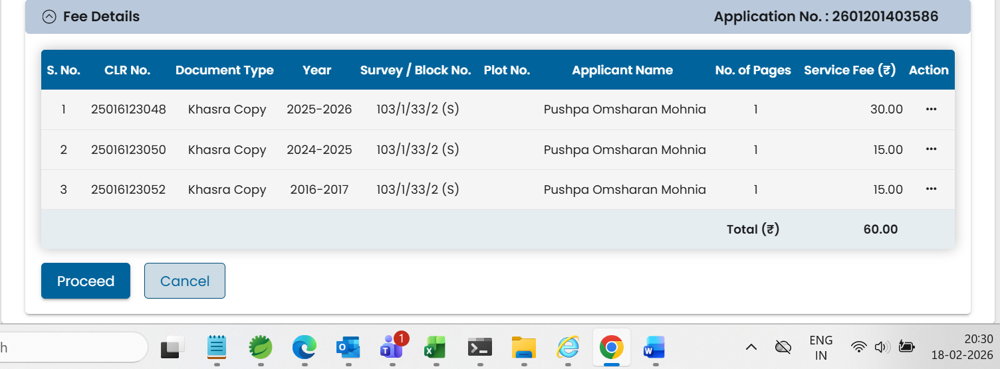 Fee Details Application No. : 2601201403586
S. No. CLR No. Document Type Year Survey / Block No. Plot No. Applicant Name No. of Pages Service Fee (₹) Action
1 25016123048 Khasra Copy 2025-2026 103/1/33/2 (S) Pushpa Omsharan Mohnia 1 30.00 ...
2 25016123050 Khasra Copy 2024-2025 103/1/33/2 (S) Pushpa Omsharan Mohnia 1 15.00 ...
3 25016123052 Khasra Copy 2016-2017 103/1/33/2 (S) Pushpa Omsharan Mohnia 1 15.00 ...
Total (₹) 60.00
Proceed Cancel
h 1 ENG 20:30
IN 18-02-2026